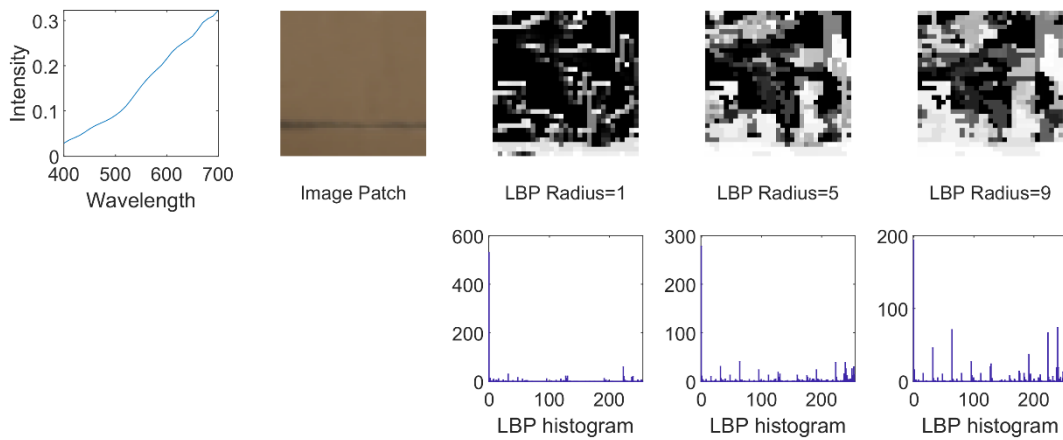 Intensity
0.3
0.2
0.1
0
400 500 600 700
Wavelength
Image Patch
LBP Radius=1
LBP Radius=5
LBP Radius=9
600
400
200
0
0 100 200
LBP histogram
300
200
100
0
0 100 200
LBP histogram
200
150
100
50
0
0 100 200
LBP histogram